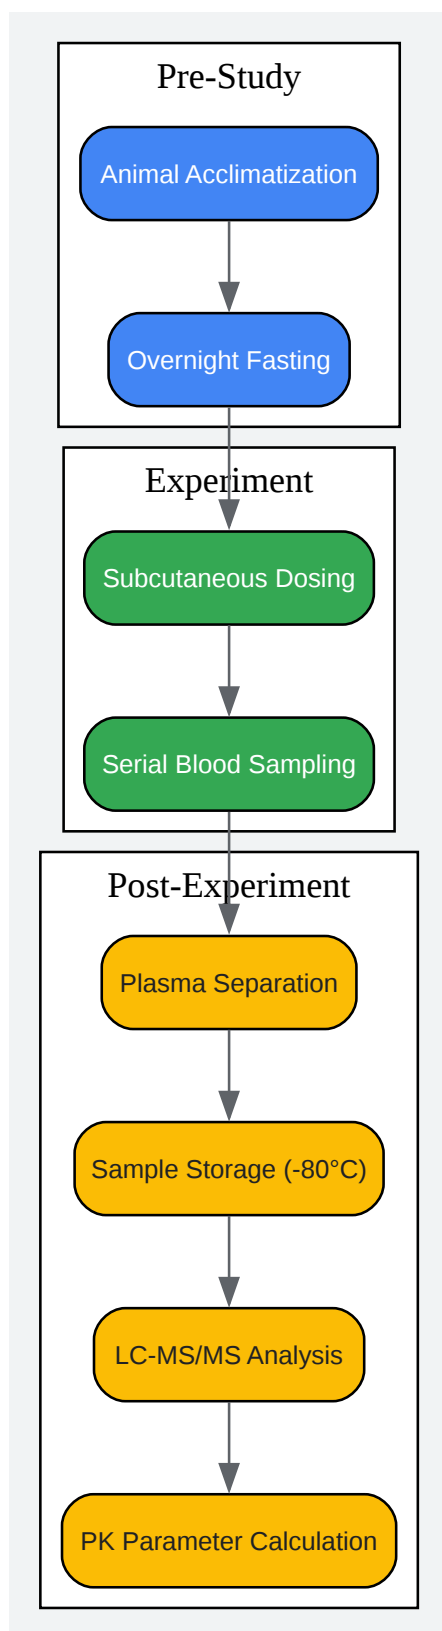 Pre-Study
Animal Acclimatization
Overnight Fasting
Experiment
Subcutaneous Dosing
Serial Blood Sampling
Post-Experiment
Plasma Separation
Sample Storage (-80°C)
LC-MS/MS Analysis
PK Parameter Calculation